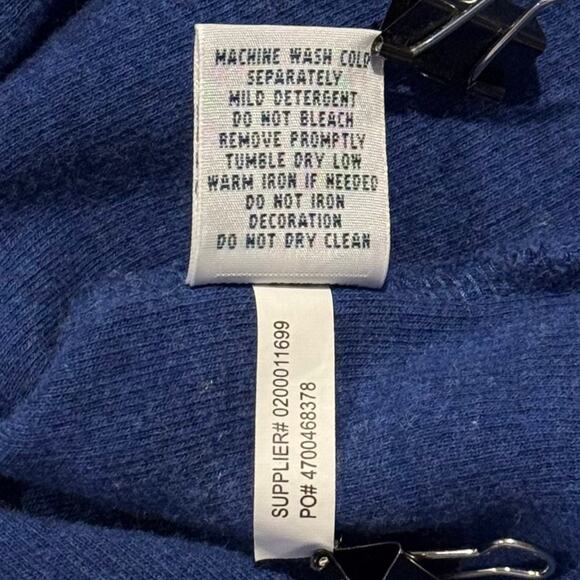 MACHINE WASH COLD
SEPARATELY
MILD DETERGENT
DO NOT BLEACH
REMOVE PROMPTLY
TUMBLE DRY LOW
WARM IRON IF NEEDED
DO NOT IRON
DECORATION
DO NOT DRY CLEAN
SUPPLIER# 0200011699
PO# 4700468378